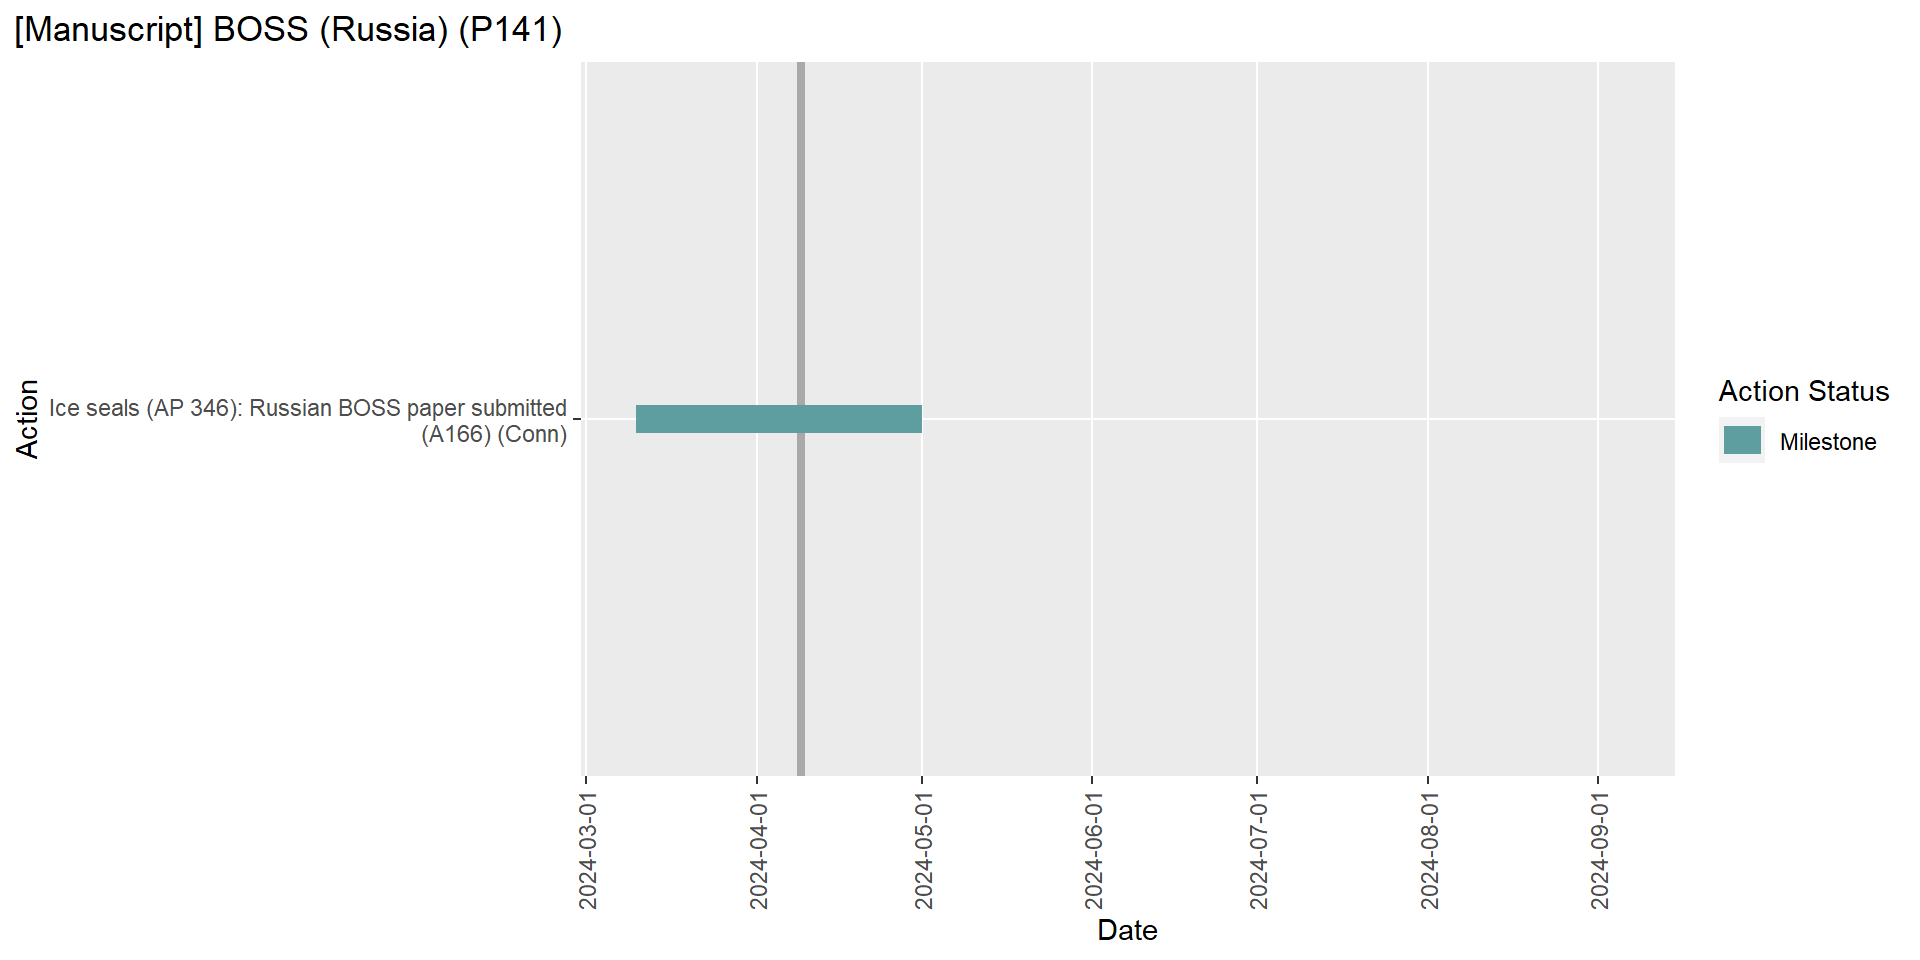 [Manuscript] BOSS (Russia) (P141)
Action
Ice seals (AP 346): Russian BOSS paper submitted
(A166) (Conn)
Action Status
Milestone
2024-03-01
2024-04-01
2024-05-01
2024-06-01
2024-07-01
2024-08-01
2024-09-01
Date